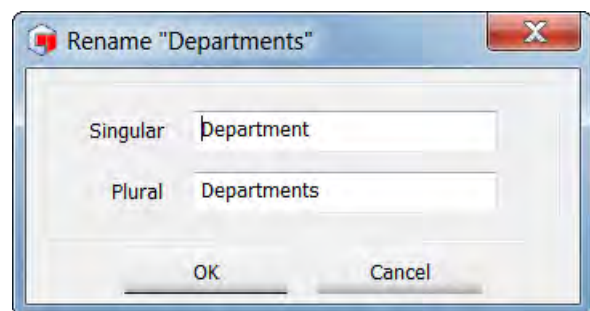 Rename "Departments"
Singular Department
Plural Departments
OK Cancel